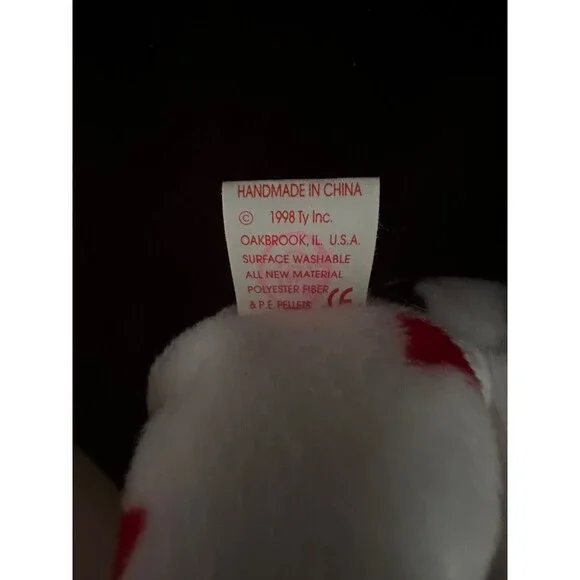 HANDMADE IN CHINA
© 1998 Ty Inc.
OAKBROOK, IL. U.S.A.
SURFACE WASHABLE
ALL NEW MATERIAL
POLYESTER FIBER
& P.E. PELLETS CE